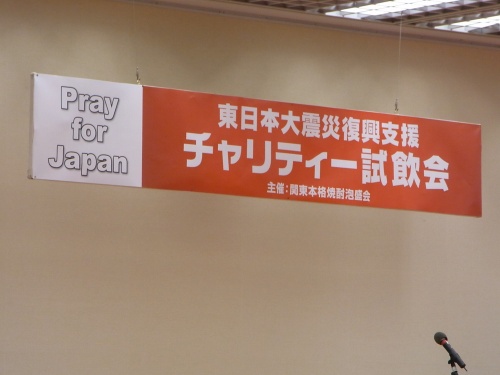 Pray
for
Japan
東日本大震災復興支援
チャリティー試飲会
主催：関東本格焼酎泡盛会